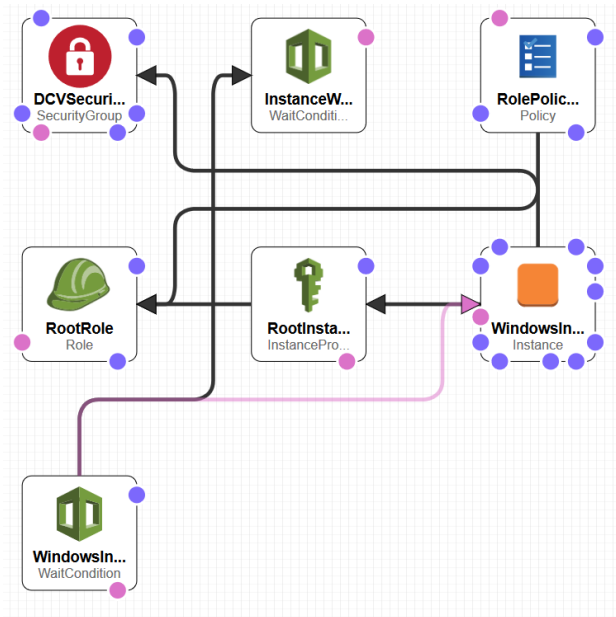 DCVSecuri...
SecurityGroup
InstanceW...
WaitConditi...
RolePolic...
Policy
RootRole
Role
RootInsta...
InstancePro...
WindowsIn...
Instance
WindowsIn...
WaitCondition